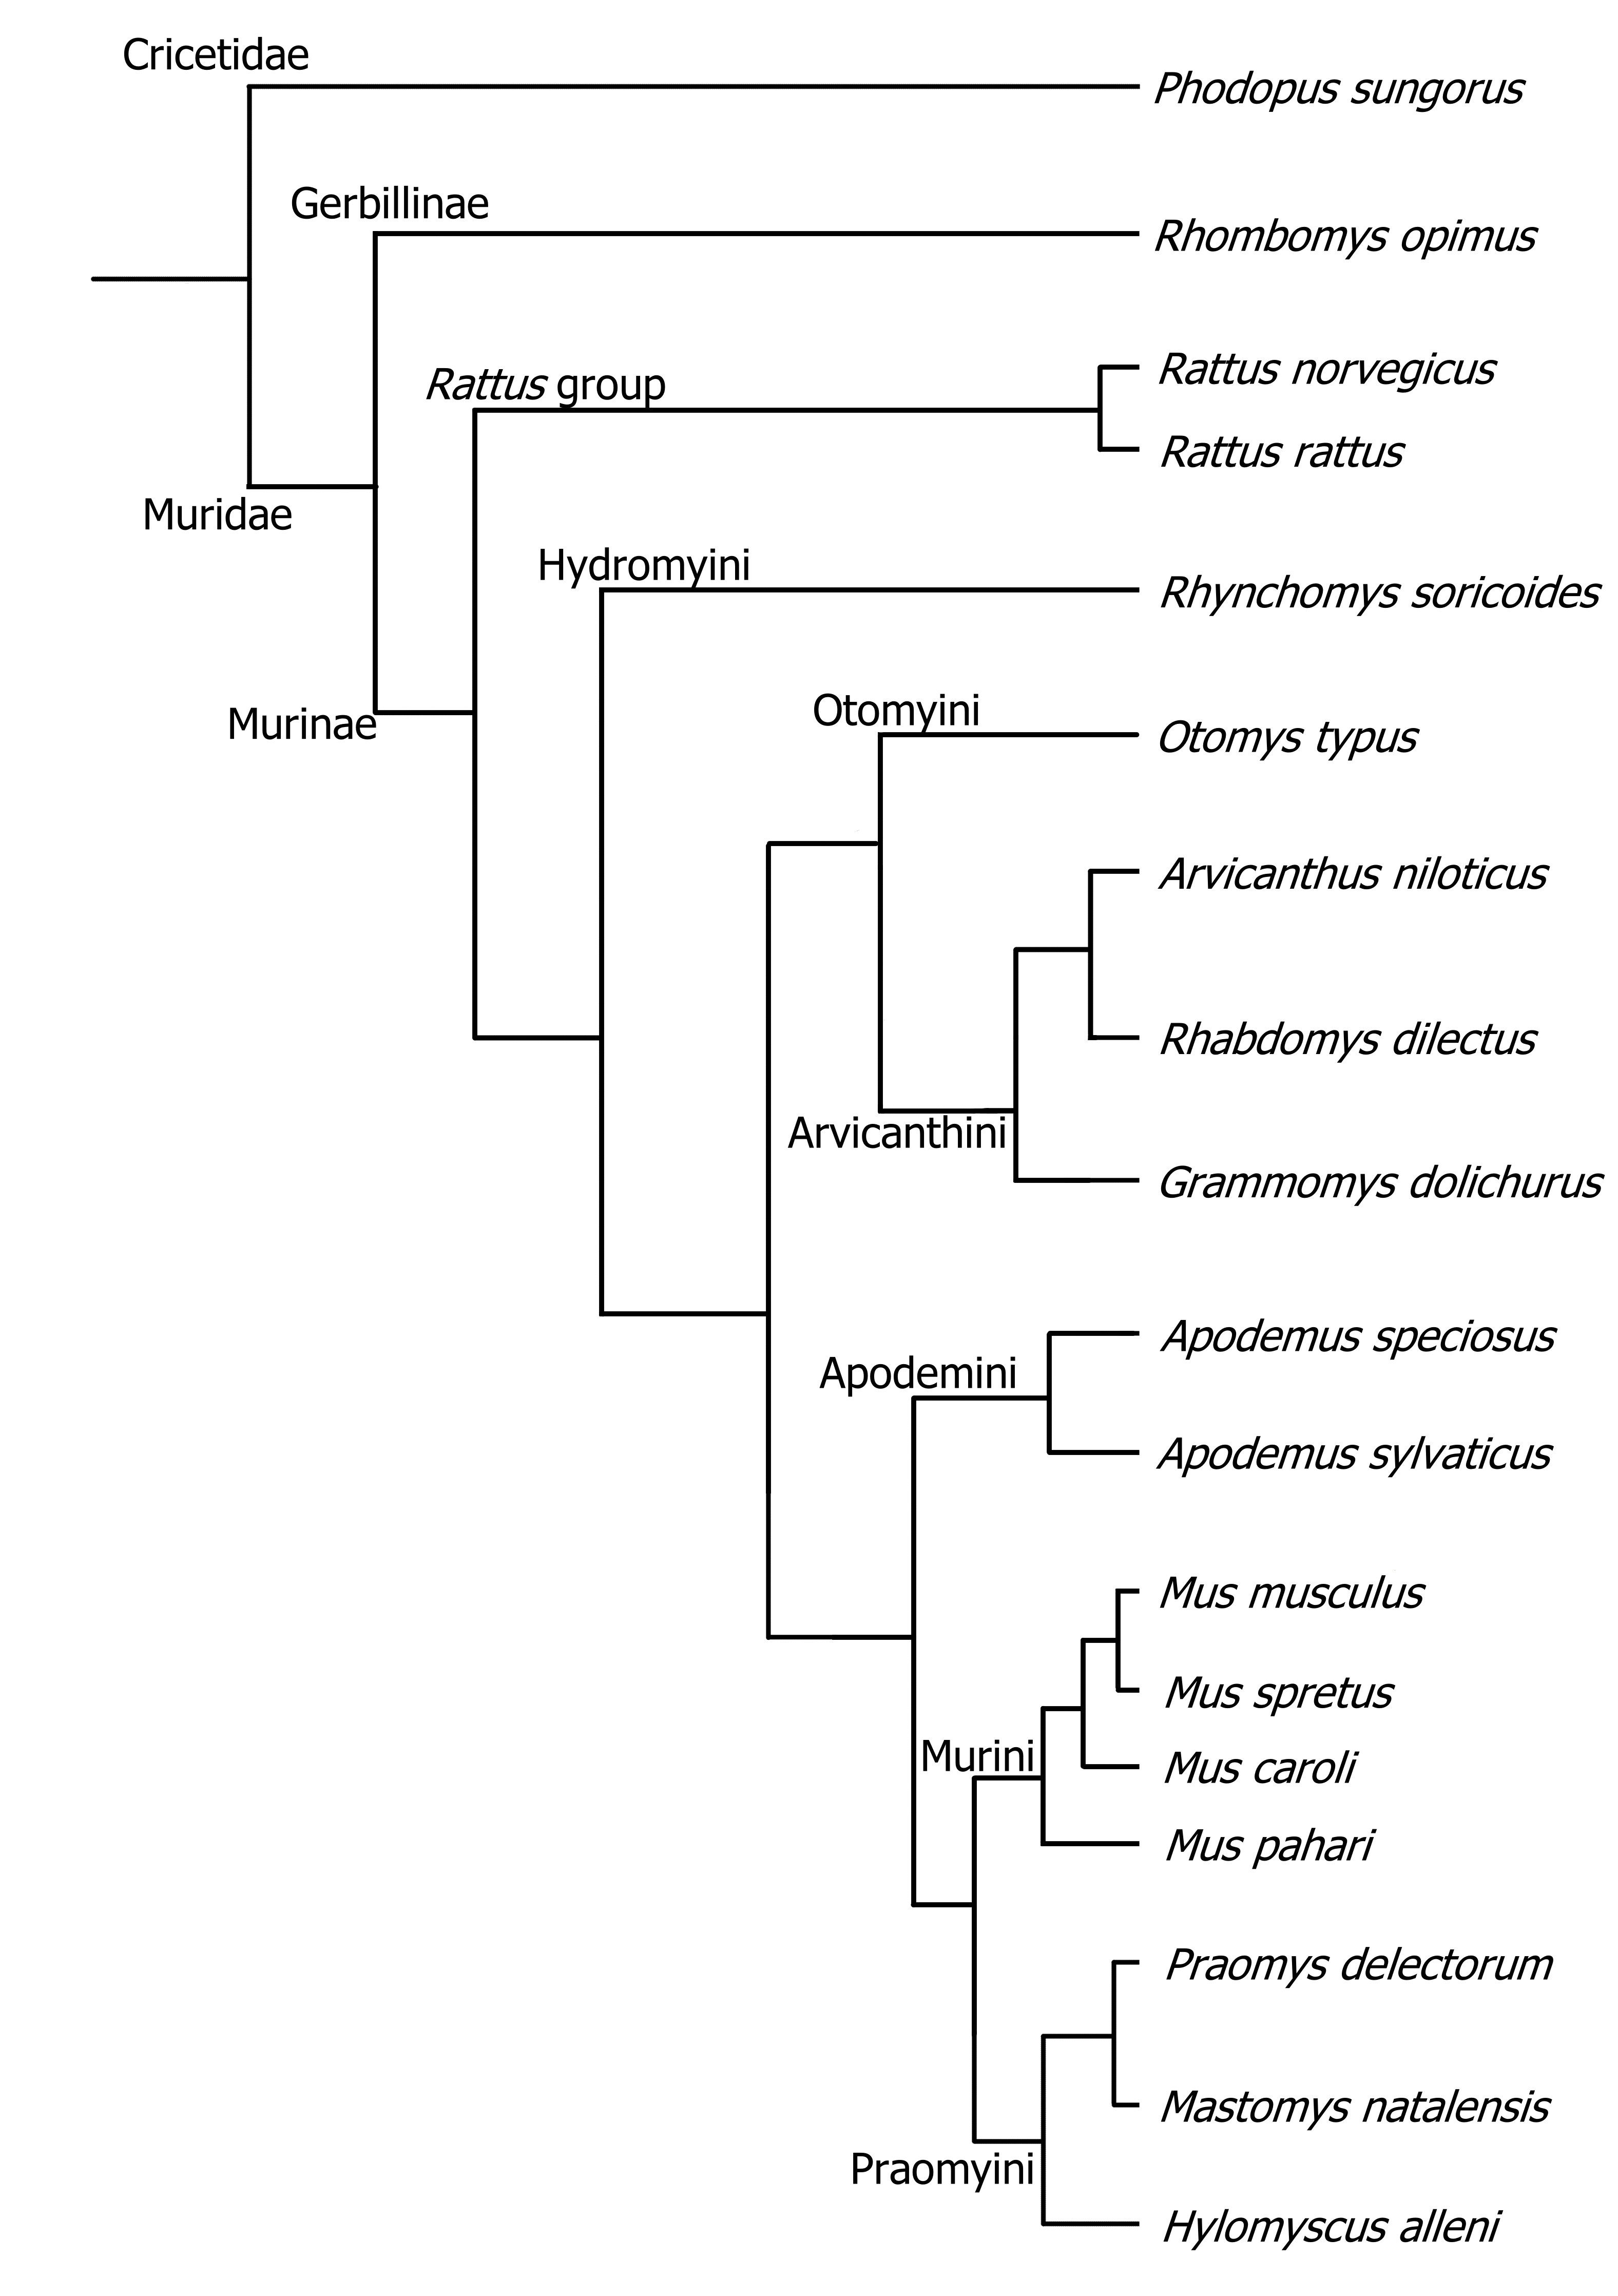 Cricetidae
Phodopus sungorus
Gerbillinae
Rhombomys opimus
Rattus group
Rattus norvegicus
Rattus rattus
Muridae
Hydromyini
Rhynchomys soricoides
Murinae
Otomyini
Otomys typus
Arvicanthus niloticus
Rhabdomys dilectus
Arvicanthini
Grammomys dolichurus
Apodemus speciosus
Apodemini
Apodemus sylvaticus
Mus musculus
Mus spretus
Murini
Mus caroli
Mus pahari
Praomys delectorum
Mastomys natalensis
Praomyini
Hylomyscus alleni